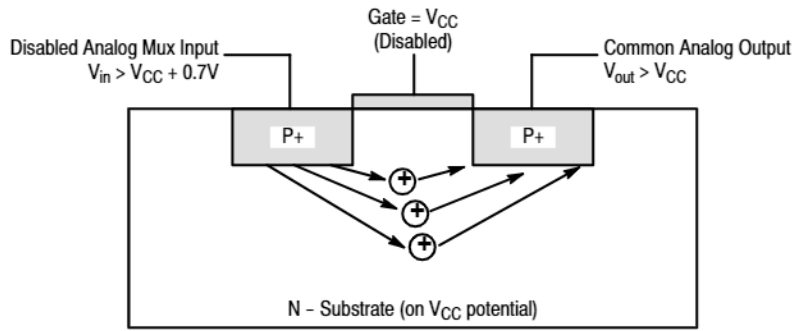 Gate = VCC
(Disabled)
Disabled Analog Mux Input
Vin > VCC + 0.7V
Common Analog Output
Vout > VCC
P+
P+
+
+
+
N – Substrate (on VCC potential)